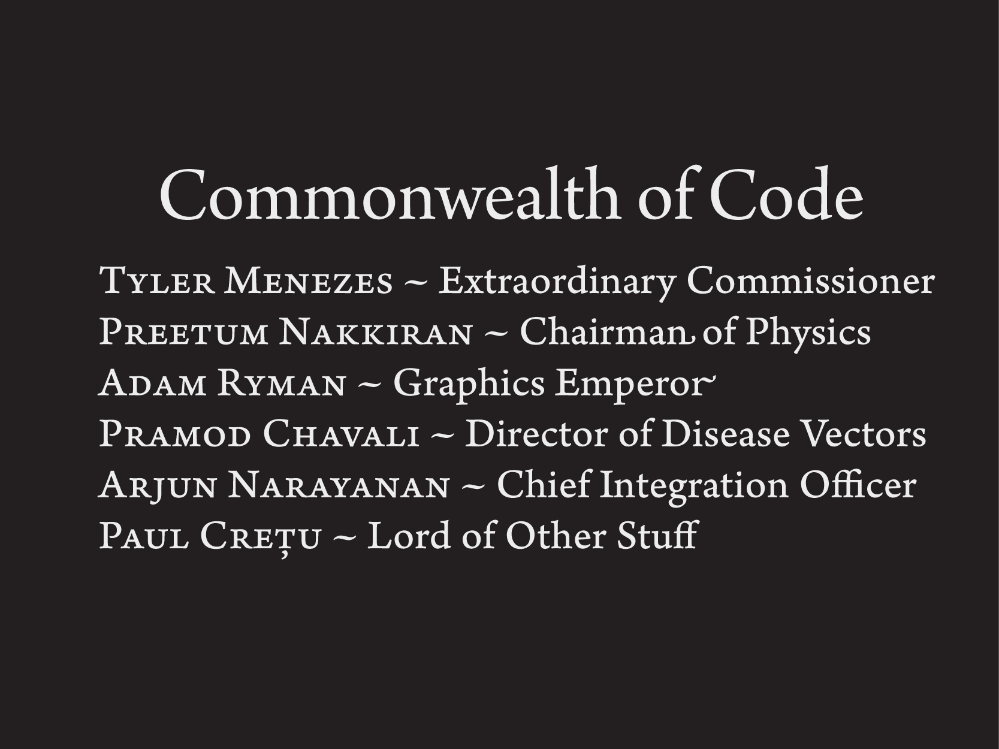 Commonwealth of Code
Tyler Menezes ~ Extraordinary Commissioner
Preetum Nakkiran ~ Chairman of Physics
Adam Ryman ~ Graphics Emperor
Pramod Chavali ~ Director of Disease Vectors
Arjun Narayanan ~ Chief Integration Officer
Paul Crețu ~ Lord of Other Stuff